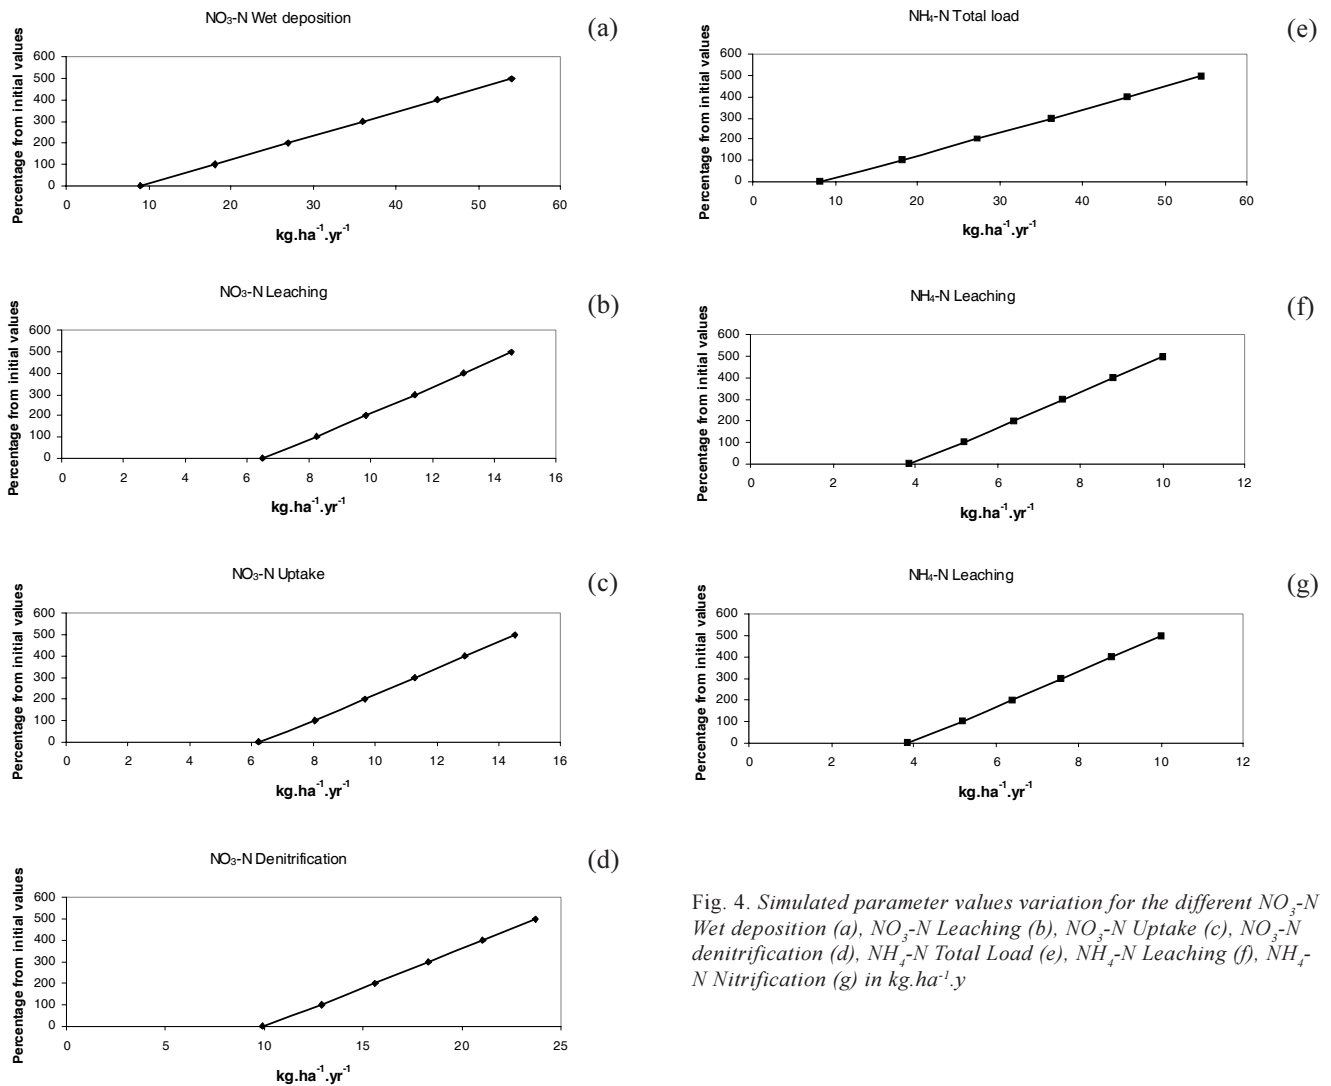 NO₃-N Wet deposition
(a)
Percentage from initial values
600
500
400
300
200
100
0
0 10 20 30 40 50 60
kg.ha⁻¹.yr⁻¹
NO₃-N Leaching
(b)
Percentage from initial values
600
500
400
300
200
100
0
0 2 4 6 8 10 12 14 16
kg.ha⁻¹.yr⁻¹
NO₃-N Uptake
(c)
Percentage from initial values
600
500
400
300
200
100
0
0 2 4 6 8 10 12 14 16
kg.ha⁻¹.yr⁻¹
NO₃-N Denitrification
(d)
Percentage from initial values
600
500
400
300
200
100
0
0 5 10 15 20 25
kg.ha⁻¹.yr⁻¹
NH₄-N Total load
(e)
Percentage from initial values
600
500
400
300
200
100
0
0 10 20 30 40 50 60
kg.ha⁻¹.yr⁻¹
NH₄-N Leaching
(f)
Percentage from initial values
600
500
400
300
200
100
0
0 2 4 6 8 10 12
kg.ha⁻¹.yr⁻¹
NH₄-N Leaching
(g)
Percentage from initial values
600
500
400
300
200
100
0
0 2 4 6 8 10 12
kg.ha⁻¹.yr⁻¹
Fig. 4. Simulated parameter values variation for the different NO₃-N
Wet deposition (a), NO₃-N Leaching (b), NO₃-N Uptake (c), NO₃-N
denitrification (d), NH₄-N Total Load (e), NH₄-N Leaching (f), NH₄-
N Nitrification (g) in kg.ha⁻¹.y